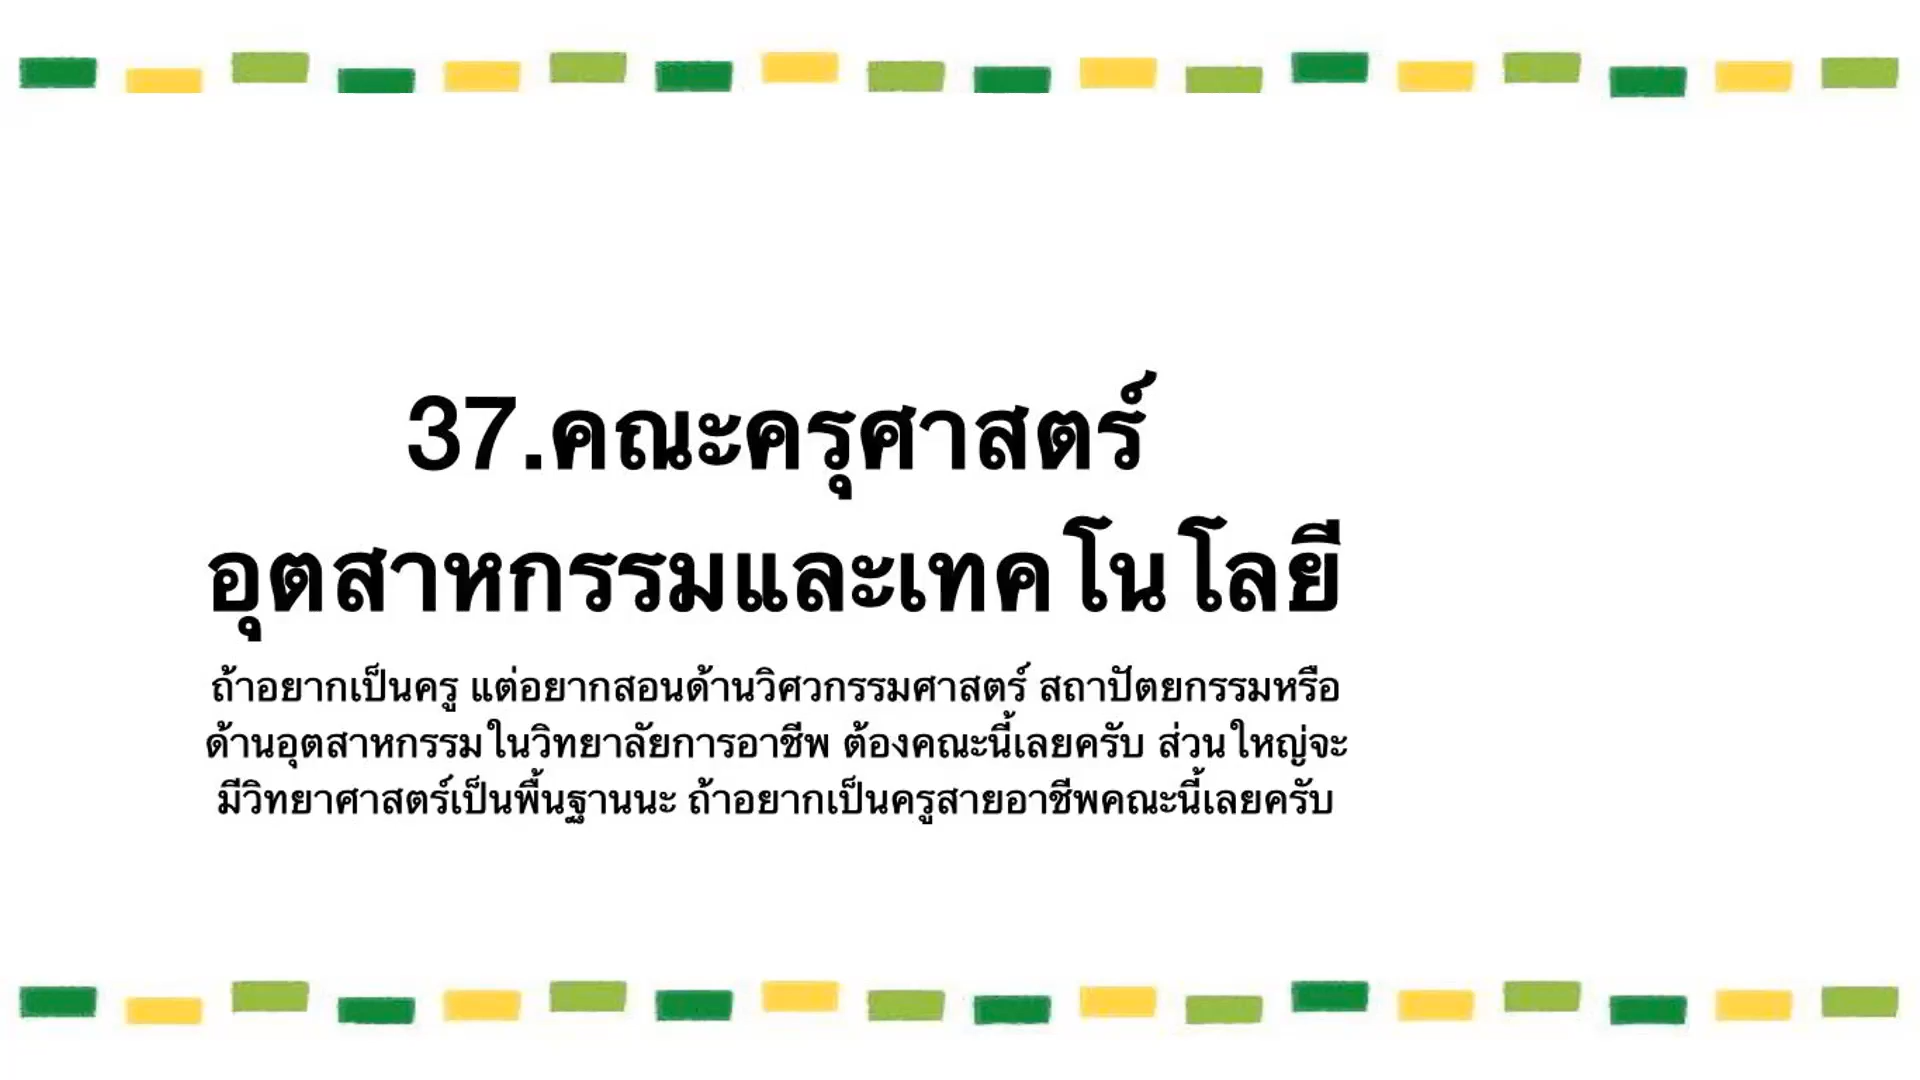 37.คณะครุศาสตร์
อุตสาหกรรมและเทคโนโลยี
ถ้าอยากเป็นครู แต่อยากสอนด้านวิศวกรรมศาสตร์ สถาปัตยกรรมหรือ
ด้านอุตสาหกรรมในวิทยาลัยการอาชีพ ต้องคณะนี้เลยครับ ส่วนใหญ่จะ
มีวิทยาศาสตร์เป็นพื้นฐานนะ ถ้าอยากเป็นครูสายอาชีพคณะนี้เลยครับ